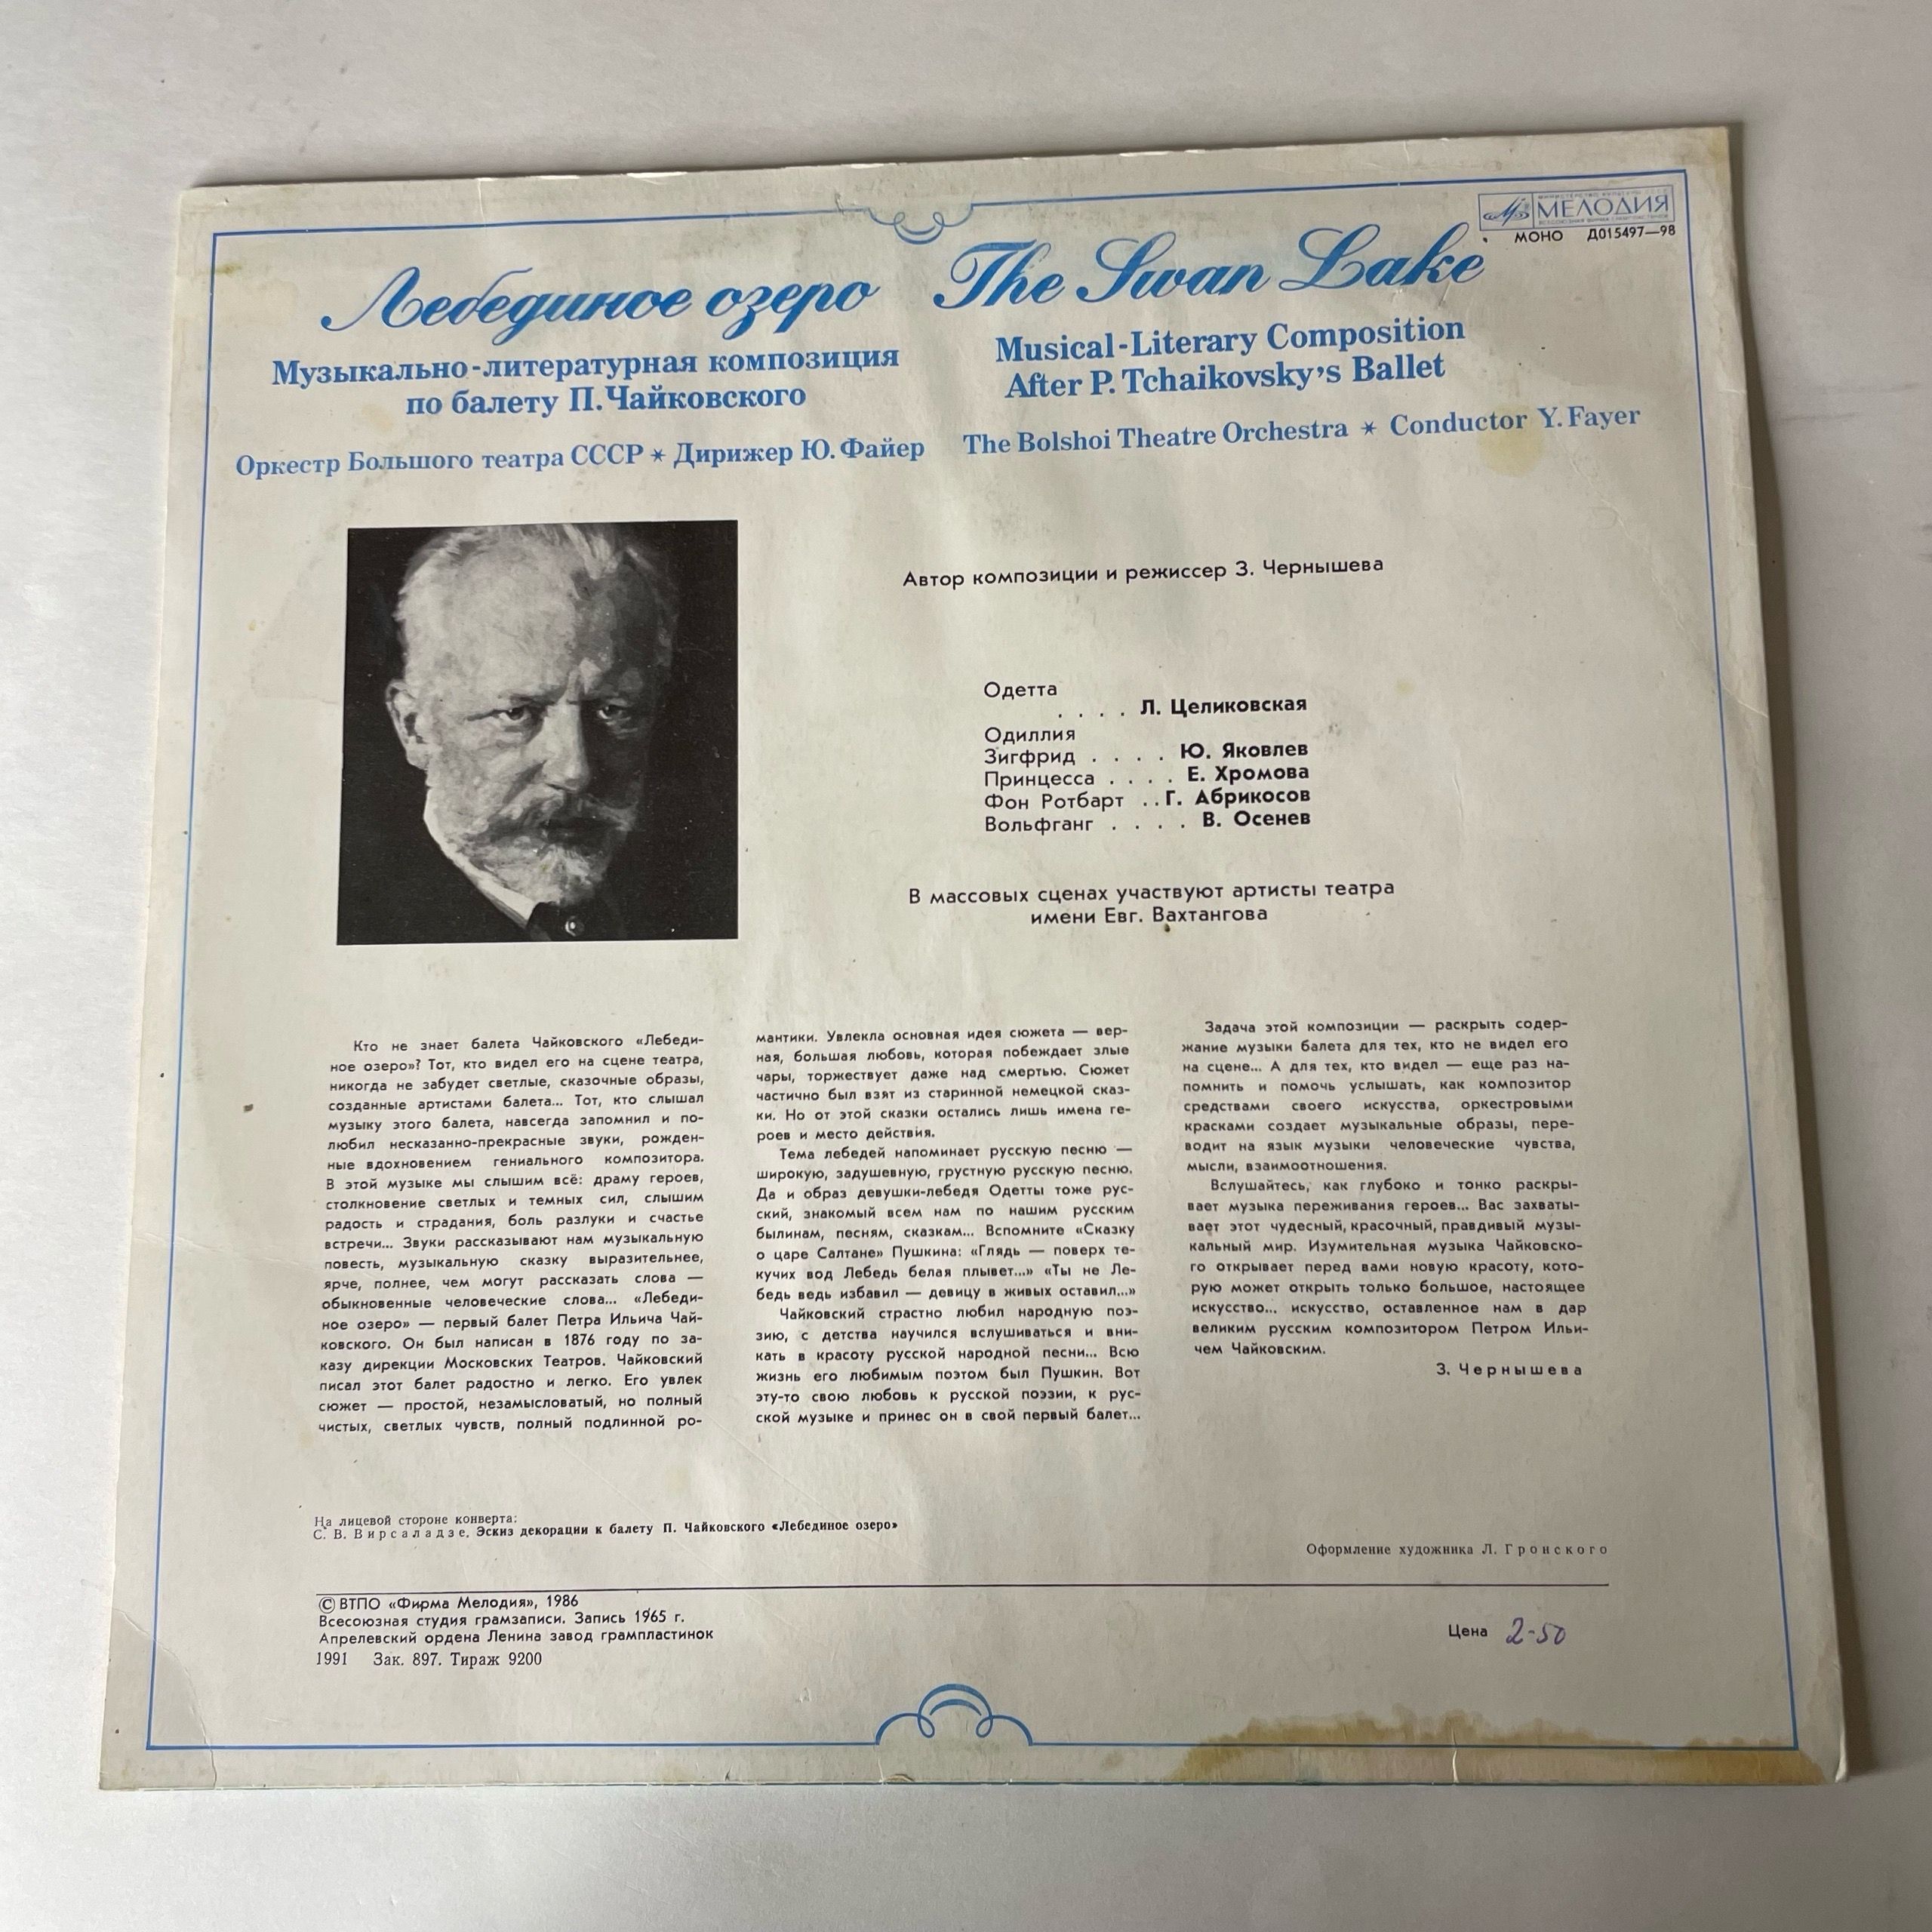 МИНИСТЕРСТВО КУЛЬТУРЫ СССР
МЕЛОДИЯ
ВСЕСОЮЗНАЯ ФИРМА ГРАМПЛАСТИНОК
МОНО Д015497—98
Лебединое озеро
Музыкально-литературная композиция
по балету П. Чайковского
Оркестр Большого театра СССР * Дирижер Ю. Файер
The Swan Lake
Musical-Literary Composition
After P. Tchaikovsky's Ballet
The Bolshoi Theatre Orchestra * Conductor Y. Fayer
Автор композиции и режиссер З. Чернышева
Одетта
. . . . Л. Целиковская
Одиллия
Зигфрид . . . . Ю. Яковлев
Принцесса . . . . Е. Хромова
Фон Ротбарт . . Г. Абрикосов
Вольфганг . . . . В. Осенев
В массовых сценах участвуют артисты театра
имени Евг. Вахтангова
Кто не знает балета Чайковского «Лебеди-
ное озеро»? Тот, кто видел его на сцене театра,
никогда не забудет светлые, сказочные образы,
созданные артистами балета... Тот, кто слышал
музыку этого балета, навсегда запомнил и по-
любил несказанно-прекрасные звуки, рожден-
ные вдохновением гениального композитора.
В этой музыке мы слышим всё: драму героев,
столкновение светлых и темных сил, слышим
радость и страдания, боль разлуки и счастье
встречи... Звуки рассказывают нам музыкальную
повесть, музыкальную сказку выразительнее,
ярче, полнее, чем могут рассказать слова —
обыкновенные человеческие слова... «Лебеди-
ное озеро» — первый балет Петра Ильича Чай-
ковского. Он был написан в 1876 году по за-
казу дирекции Московских Театров. Чайковский
писал этот балет радостно и легко. Его увлек
сюжет — простой, незамысловатый, но полный
чистых, светлых чувств, полный подлинной ро-
мантики. Увлекла основная идея сюжета — вер-
ная, большая любовь, которая побеждает злые
чары, торжествует даже над смертью. Сюжет
частично был взят из старинной немецкой сказ-
ки. Но от этой сказки остались лишь имена ге-
роев и место действия.
Тема лебедей напоминает русскую песню —
широкую, задушевную, грустную русскую песню.
Да и образ девушки-лебедя Одетты тоже рус-
ский, знакомый всем нам по нашим русским
былинам, песням, сказкам... Вспомните «Сказку
о царе Салтане» Пушкина: «Глядь — поверх те-
кучих вод Лебедь белая плывет...» «Ты не Ле-
бедь ведь избавил — девицу в живых оставил...»
Чайковский страстно любил народную поэ-
зию, с детства научился вслушиваться и вни-
кать в красоту русской народной песни... Всю
жизнь его любимым поэтом был Пушкин. Вот
эту-то свою любовь к русской поэзии, к рус-
ской музыке и принес он в свой первый балет...
Задача этой композиции — раскрыть содер-
жание музыки балета для тех, кто не видел его
на сцене... А для тех, кто видел — еще раз на-
помнить и помочь услышать, как композитор
средствами своего искусства, оркестровыми
красками создает музыкальные образы, пере-
водит на язык музыки человеческие чувства,
мысли, взаимоотношения.
Вслушайтесь, как глубоко и тонко раскры-
вает музыка переживания героев... Вас захваты-
вает этот чудесный, красочный, правдивый музы-
кальный мир. Изумительная музыка Чайковско-
го открывает перед вами новую красоту, кото-
рую может открыть только большое, настоящее
искусство... искусство, оставленное нам в дар
великим русским композитором Петром Ильи-
чем Чайковским.
З. Чернышева
На лицевой стороне конверта:
С. В. Вирсаладзе. Эскиз декорации к балету П. Чайковского «Лебединое озеро»
Оформление художника Л. Гронского
© ВТПО «Фирма Мелодия», 1986
Всесоюзная студия грамзаписи. Запись 1965 г.
Апрелевский ордена Ленина завод грампластинок
1991 Зак. 897. Тираж 9200
Цена 2-50